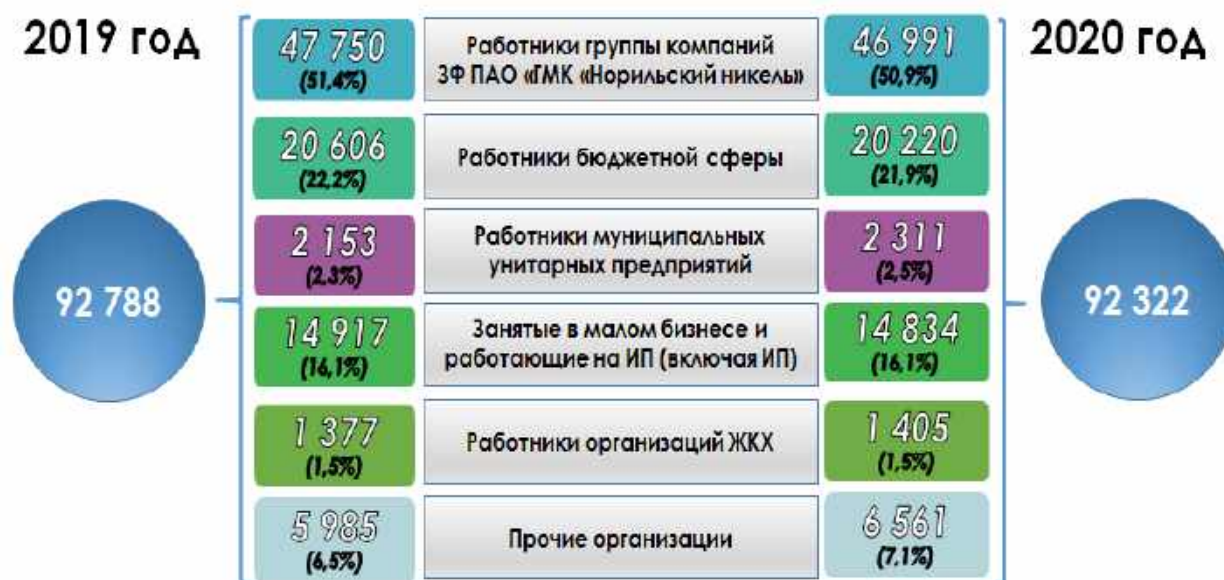 2019 год
2020 год
47 750
(51,4%)
Работники группы компаний
ЗФ ПАО «ГМК «Норильский никель»
46 991
(50,9%)
20 606
(22,2%)
Работники бюджетной сферы
20 220
(21,9%)
2 153
(2,3%)
Работники муниципальных
унитарных предприятий
2 311
(2,5%)
92 788
92 322
14 917
(16,1%)
Занятые в малом бизнесе и
работающие на ИП (включая ИП)
14 834
(16,1%)
1 377
(1,5%)
Работники организаций ЖКХ
1 405
(1,5%)
5 985
(6,5%)
Прочие организации
6 561
(7,1%)